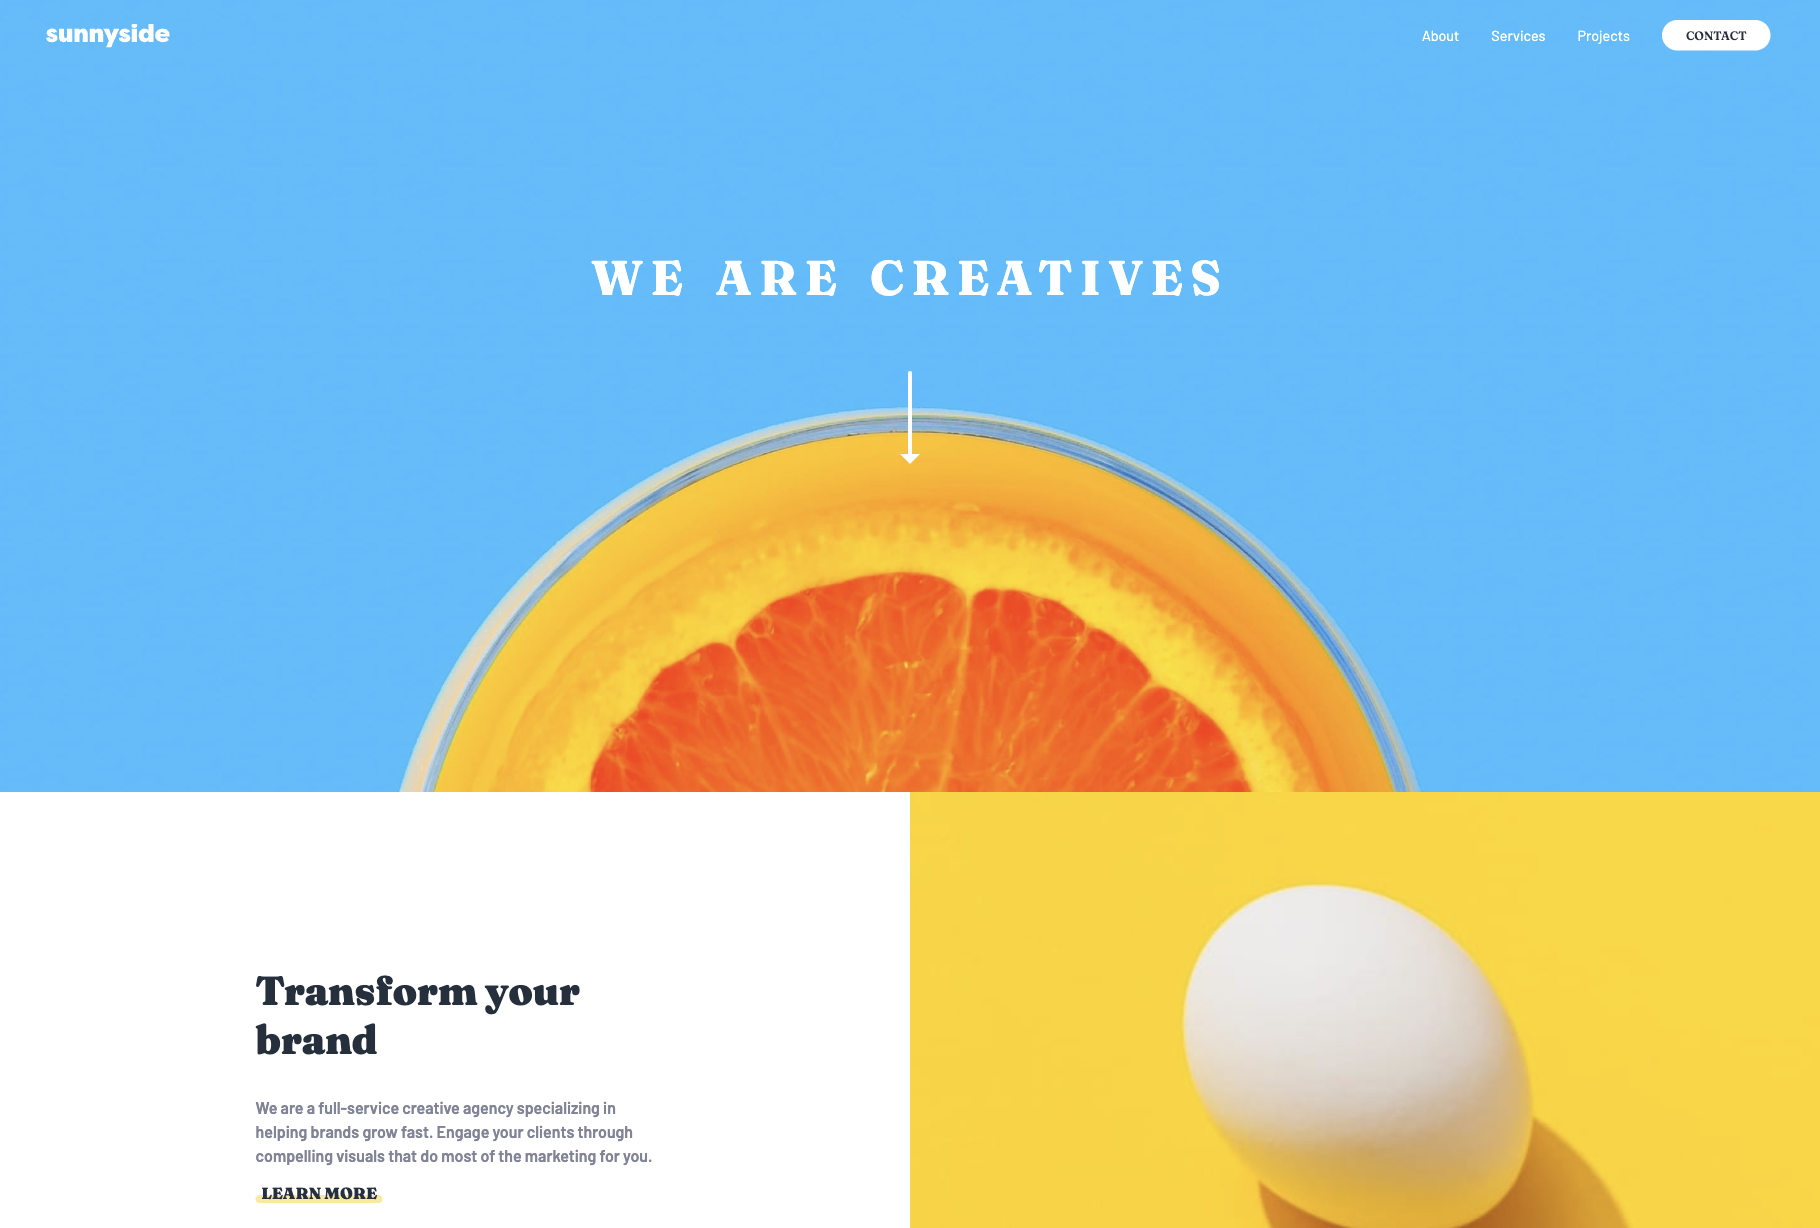 sunnyside
About Services Projects CONTACT
WE ARE CREATIVES
Transform your
brand
We are a full-service creative agency specializing in
helping brands grow fast. Engage your clients through
compelling visuals that do most of the marketing for you.
LEARN MORE